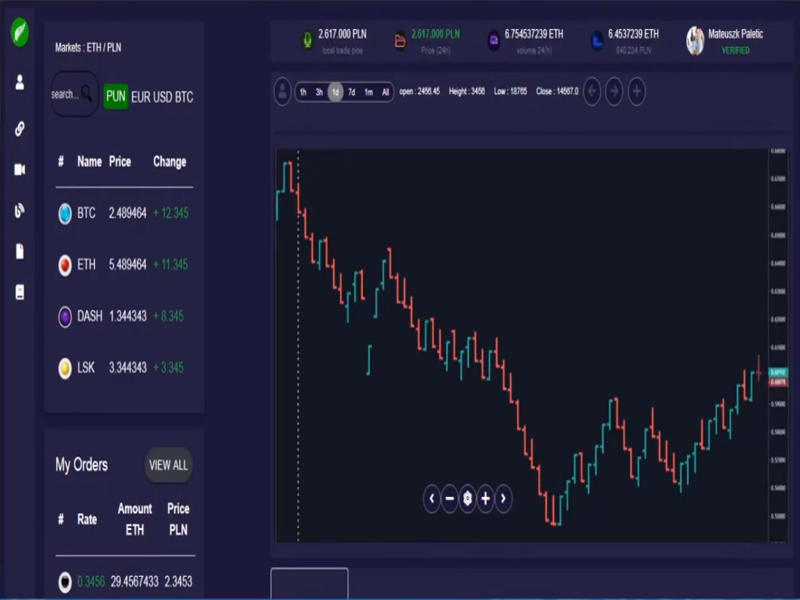 Markets : ETH / PLN
search...
PUN EUR USD BTC
# Name Price Change
BTC 2.489464 + 12.345
ETH 5.489464 + 11.345
DASH 1.344343 + 8.345
LSK 3.344343 + 3.345
My Orders
VIEW ALL
# Rate Amount ETH Price PLN
0.3456 29.4567433 2.3453
2.617.000 PLN
local trade pice
2.617.000 PLN
Price (24h)
6.754537239 ETH
volume 24/h)
6.4537239 ETH
840.234 PLN
Mateuszk Paletic
VERIFIED
1h 3h 1d 7d 1m All
open : 2456.45 Height : 3456 Low : 18765 Close : 14567.0